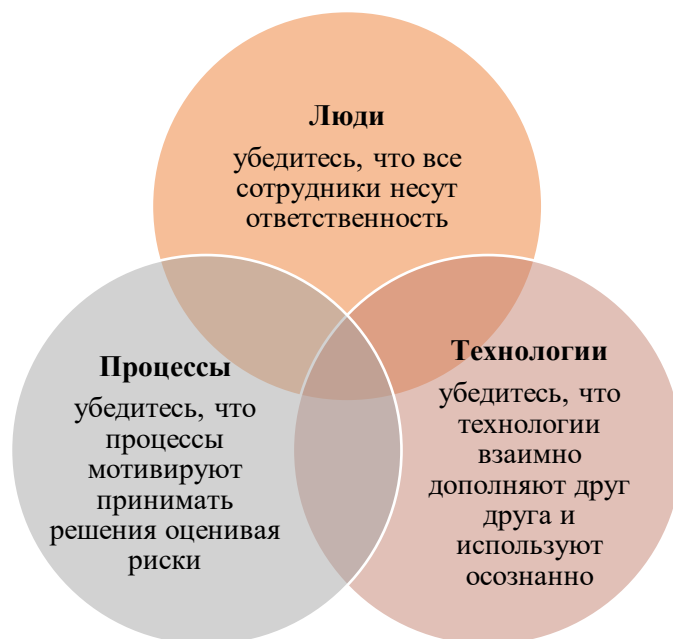 Люди
убедитесь, что все
сотрудники несут
ответственность
Процессы
убедитесь, что
процессы
мотивируют
принимать
решения оценивая
риски
Технологии
убедитесь, что
технологии
взаимно
дополняют друг
друга и
используют
осознанно